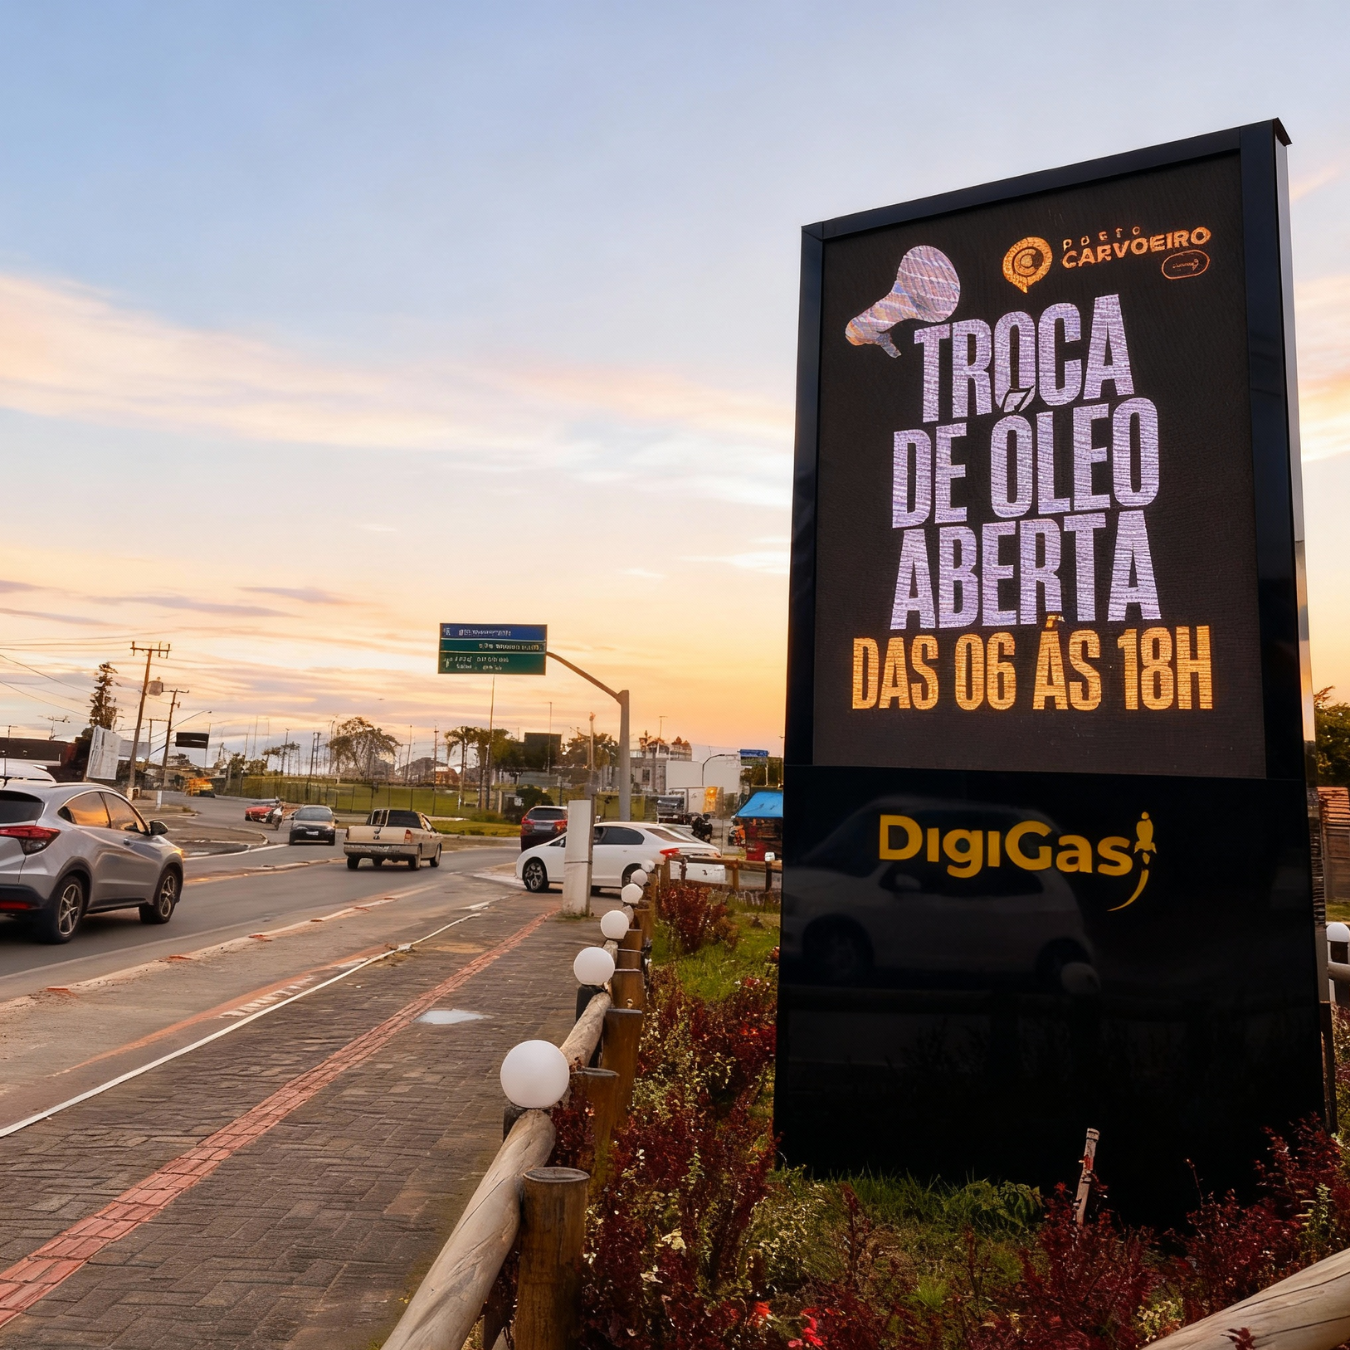 POSTO
CARVOEIRO
TROCA
DE ÓLEO
ABERTA
DAS 06 ÀS 18H
DIGIGAS